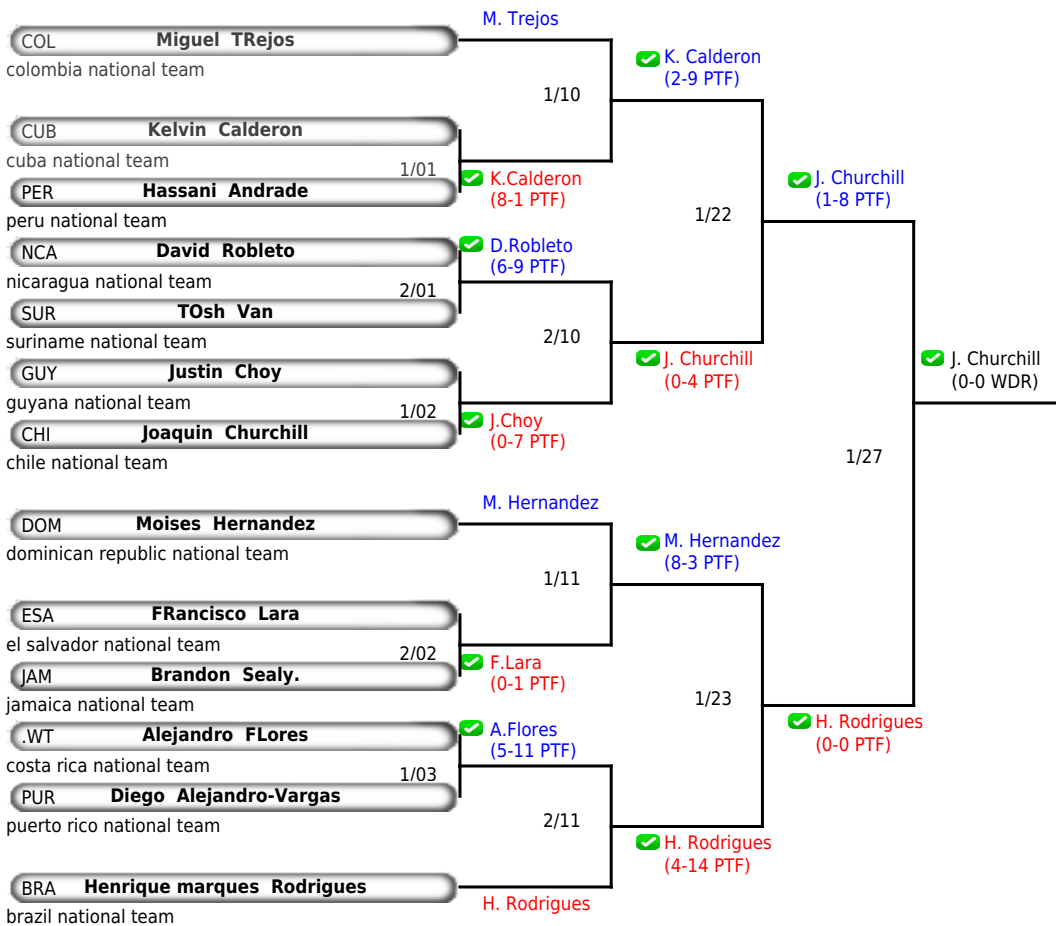 M. Trejos
COL Miguel TRejos
colombia national team
K. Calderon
(2-9 PTF)
1/10
CUB Kelvin Calderon
cuba national team
1/01
K.Calderon
(8-1 PTF)
PER Hassani Andrade
peru national team
J. Churchill
(1-8 PTF)
1/22
NCA David Robleto
nicaragua national team
D.Robleto
(6-9 PTF)
2/01
SUR TOsh Van
suriname national team
2/10
GUY Justin Choy
guyana national team
J. Churchill
(0-4 PTF)
J. Churchill
(0-0 WDR)
1/02
CHI Joaquin Churchill
chile national team
J.Choy
(0-7 PTF)
1/27
M. Hernandez
DOM Moises Hernandez
dominican republic national team
M. Hernandez
(8-3 PTF)
1/11
ESA FRancisco Lara
el salvador national team
2/02
F.Lara
(0-1 PTF)
JAM Brandon Sealy.
jamaica national team
1/23
.WT Alejandro FLores
costa rica national team
A.Flores
(5-11 PTF)
H. Rodrigues
(0-0 PTF)
1/03
PUR Diego Alejandro-Vargas
puerto rico national team
2/11
H. Rodrigues
(4-14 PTF)
BRA Henrique marques Rodrigues
brazil national team
H. Rodrigues